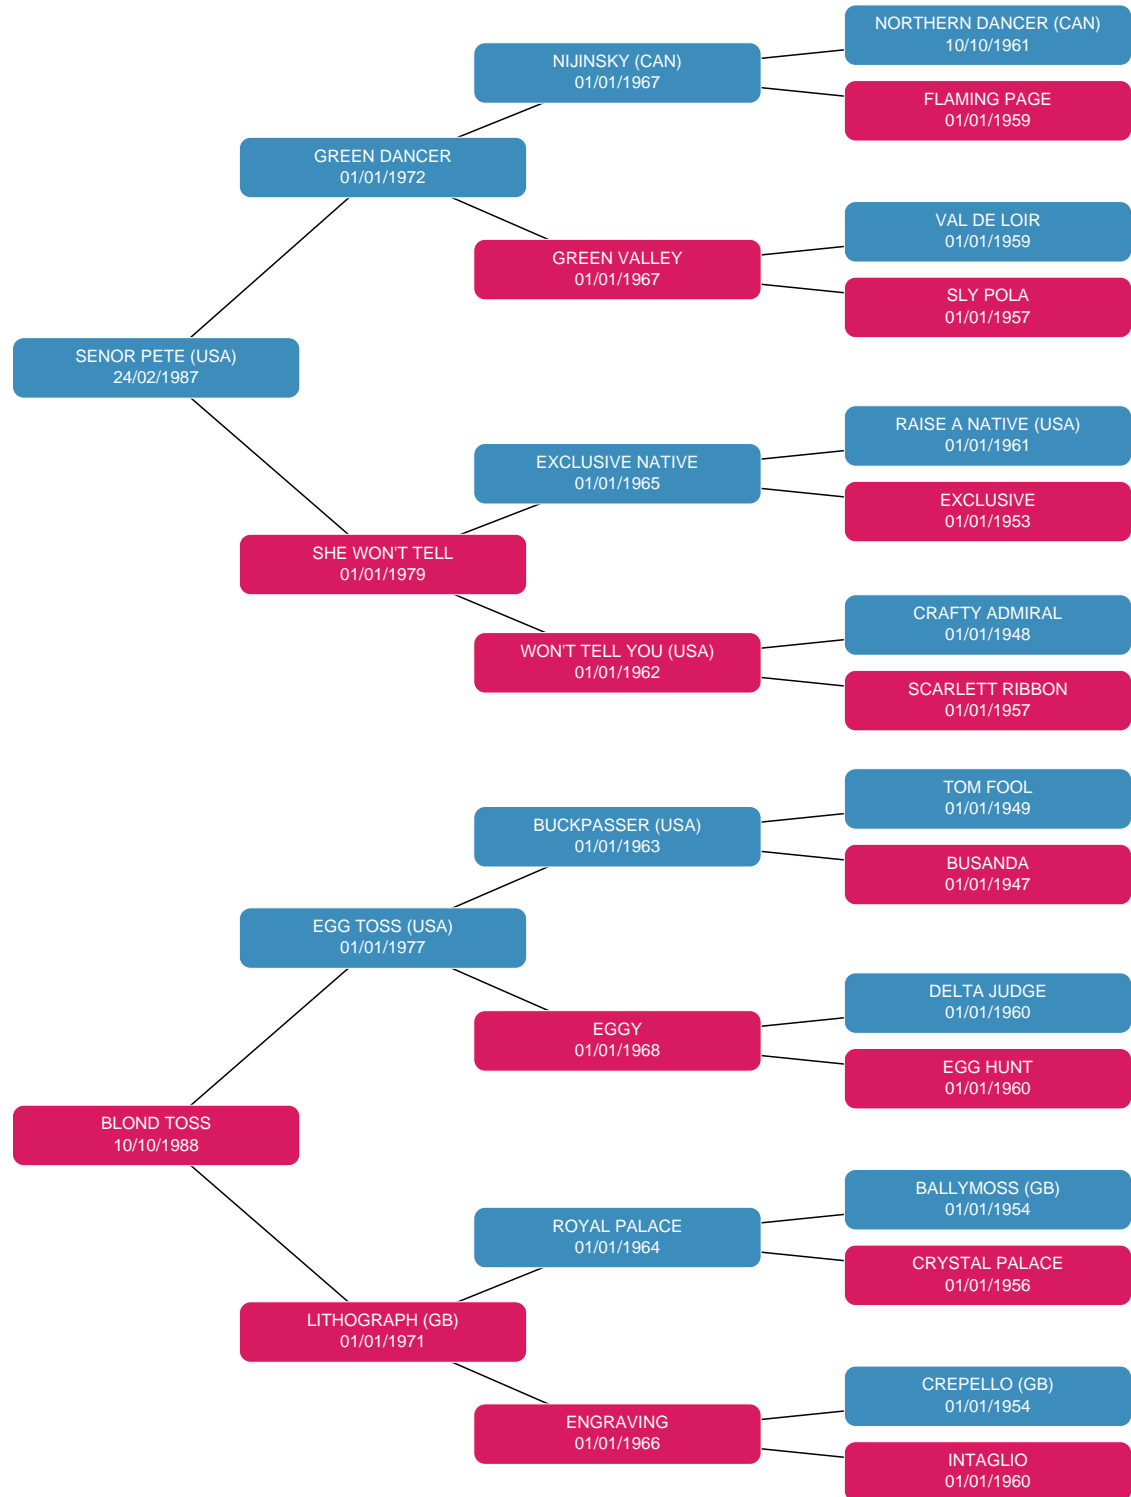 NORTHERN DANCER (CAN)
10/10/1961
NIJINSKY (CAN)
01/01/1967
FLAMING PAGE
01/01/1959
GREEN DANCER
01/01/1972
VAL DE LOIR
01/01/1959
GREEN VALLEY
01/01/1967
SLY POLA
01/01/1957
SENOR PETE (USA)
24/02/1987
RAISE A NATIVE (USA)
01/01/1961
EXCLUSIVE NATIVE
01/01/1965
EXCLUSIVE
01/01/1953
SHE WON'T TELL
01/01/1979
CRAFTY ADMIRAL
01/01/1948
WON'T TELL YOU (USA)
01/01/1962
SCARLETT RIBBON
01/01/1957
TOM FOOL
01/01/1949
BUCKPASSER (USA)
01/01/1963
BUSANDA
01/01/1947
EGG TOSS (USA)
01/01/1977
DELTA JUDGE
01/01/1960
EGGY
01/01/1968
EGG HUNT
01/01/1960
BLOND TOSS
10/10/1988
BALLYMOSS (GB)
01/01/1954
ROYAL PALACE
01/01/1964
CRYSTAL PALACE
01/01/1956
LITHOGRAPH (GB)
01/01/1971
CREPELLO (GB)
01/01/1954
ENGRAVING
01/01/1966
INTAGLIO
01/01/1960